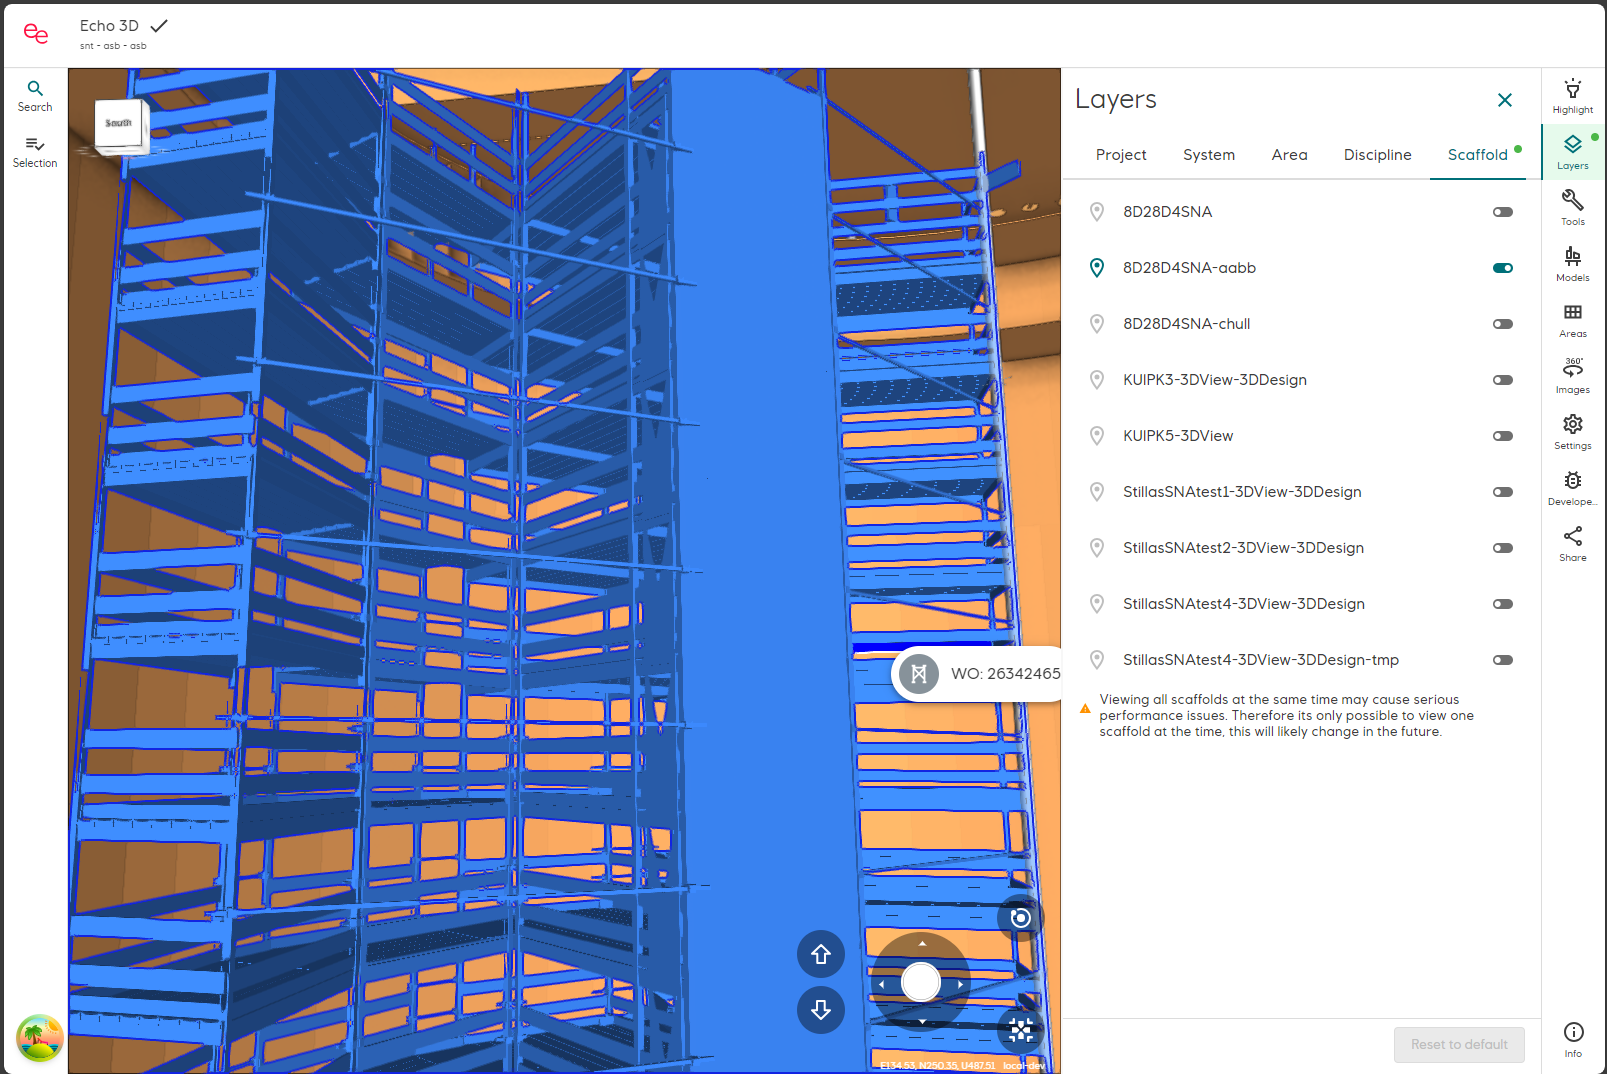 Echo 3D
snt - asb - asb
Search
Selection
South
WO: 26342465
E134.53, N250.35, U487.51 local-dev
Layers
Project System Area Discipline Scaffold
8D28D4SNA
8D28D4SNA-aabb
8D28D4SNA-chull
KUIPK3-3DView-3DDesign
KUIPK5-3DView
StillasSNAtest1-3DView-3DDesign
StillasSNAtest2-3DView-3DDesign
StillasSNAtest4-3DView-3DDesign
StillasSNAtest4-3DView-3DDesign-tmp
Viewing all scaffolds at the same time may cause serious
performance issues. Therefore its only possible to view one
scaffold at the time, this will likely change in the future.
Reset to default
Highlight
Layers
Tools
Models
Areas
360°
Images
Settings
Develope...
Share
Info